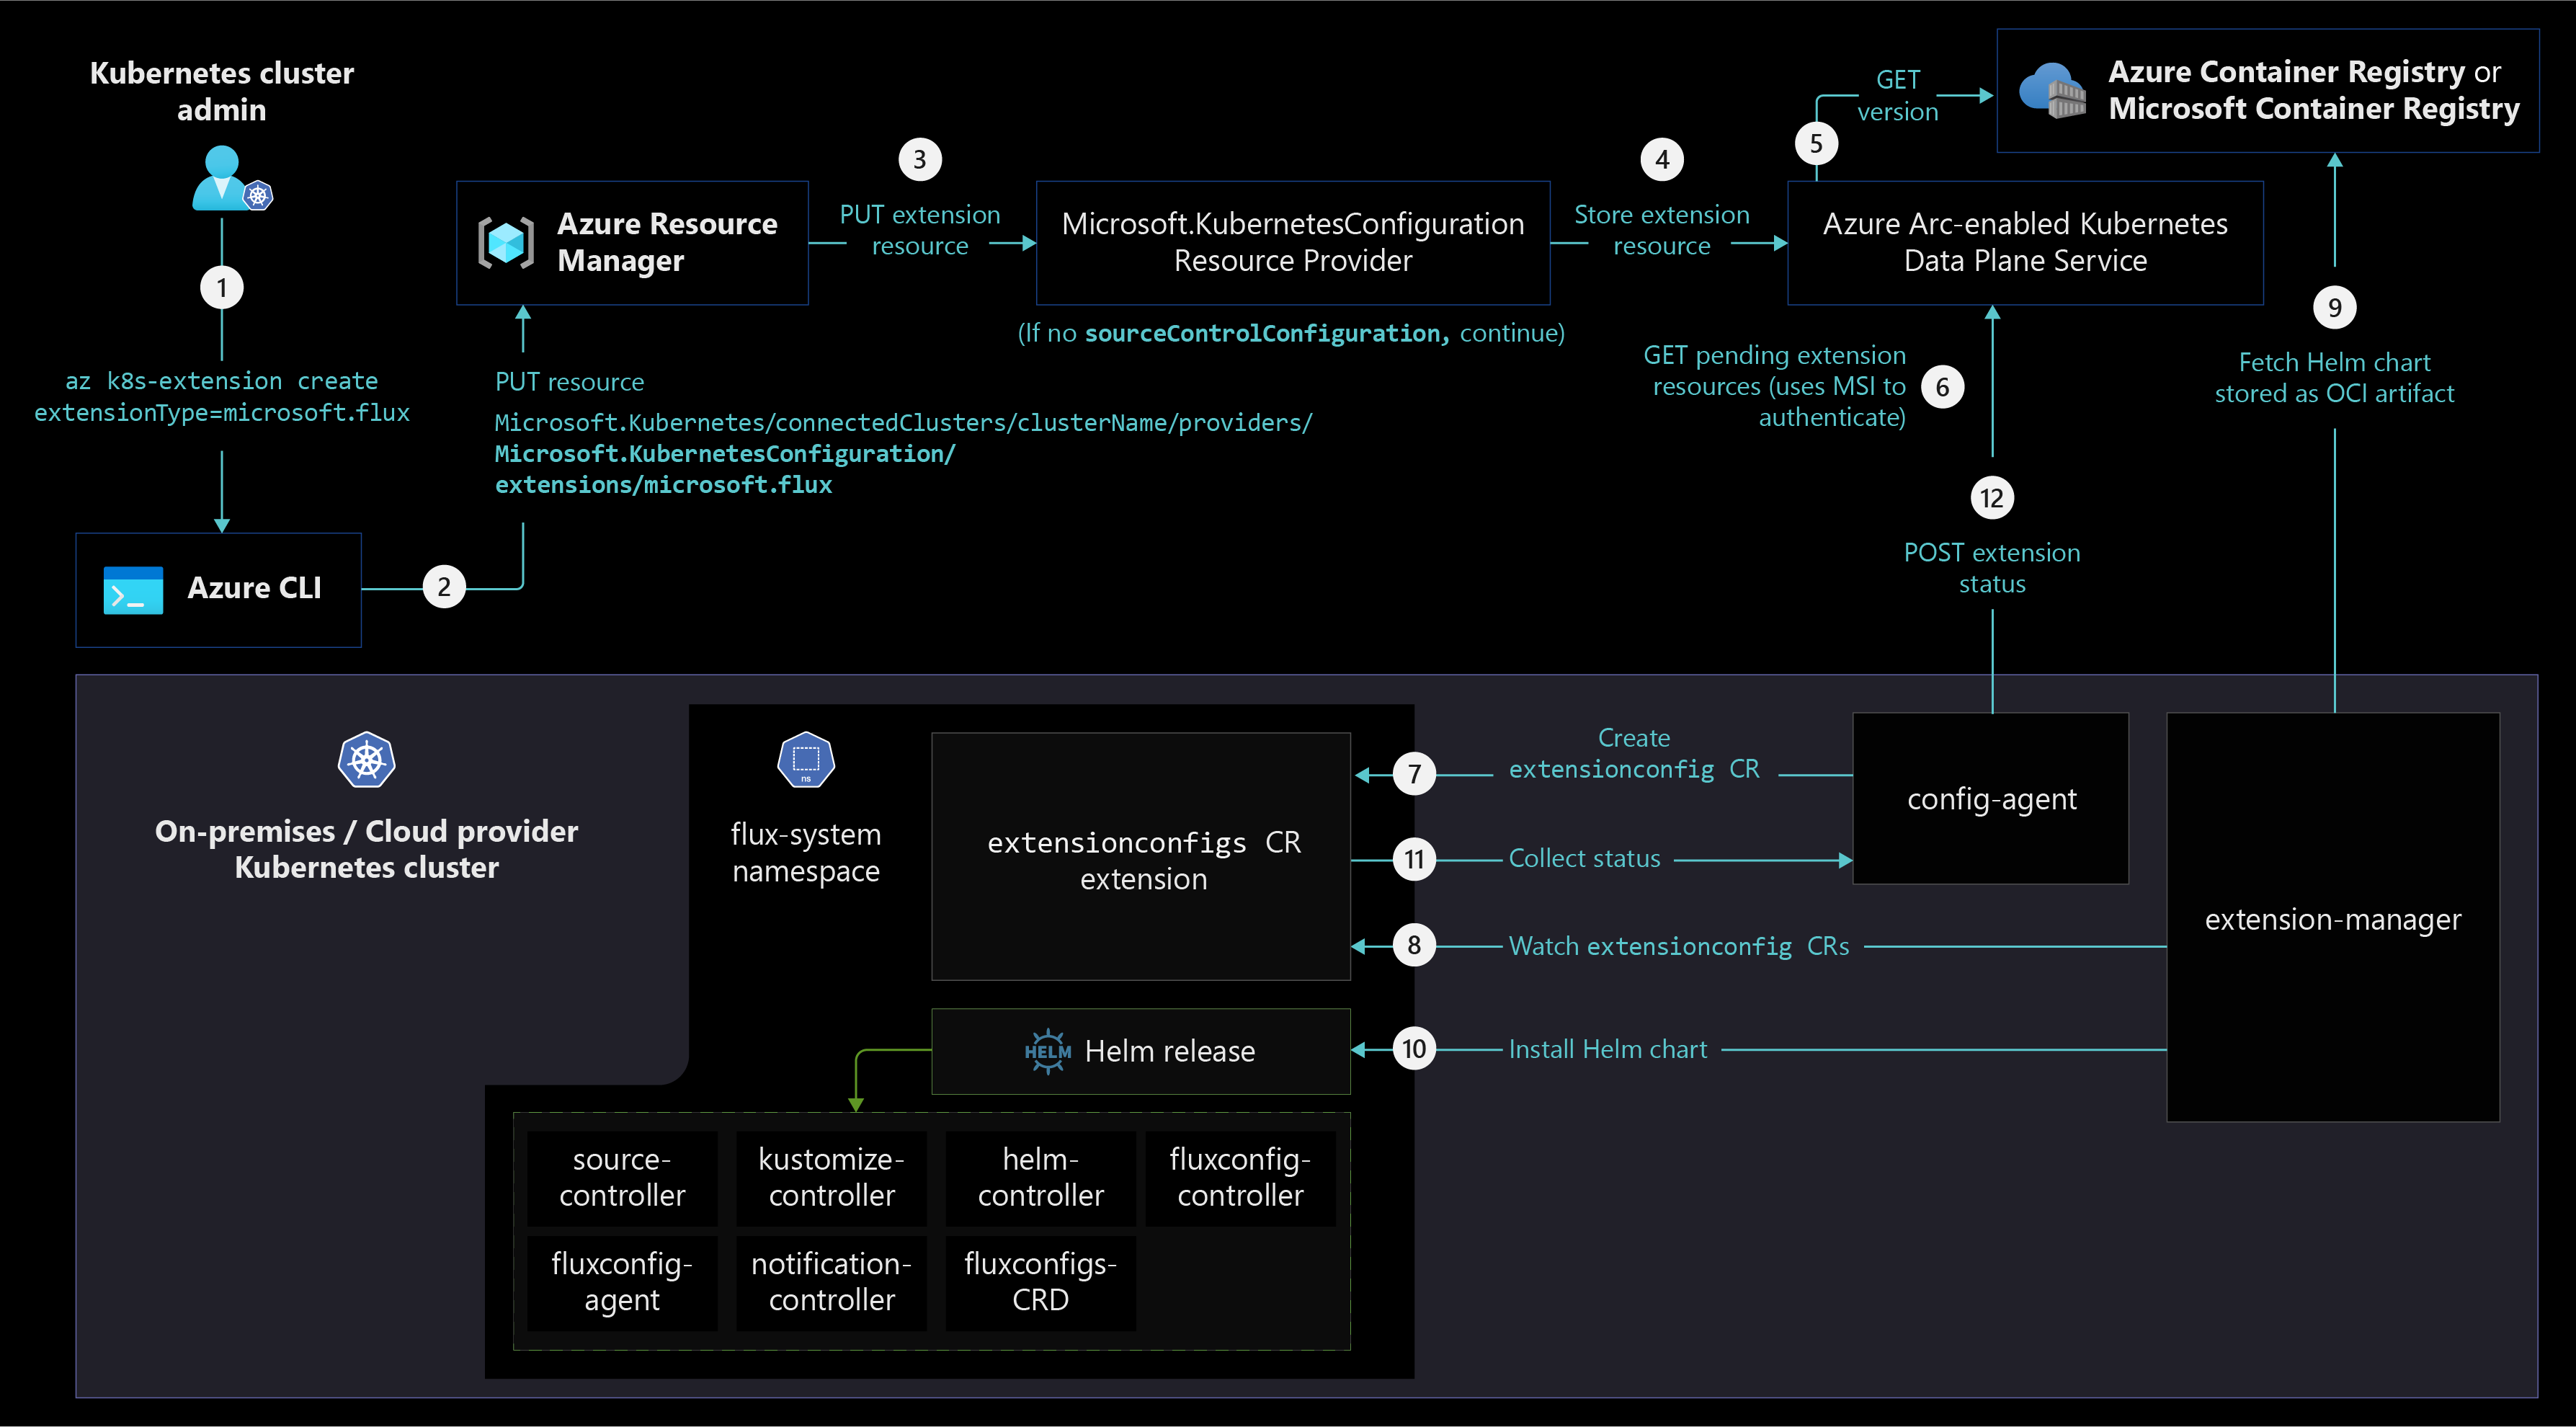 Kubernetes cluster
admin
1
az k8s-extension create
extensionType=microsoft.flux
Azure CLI
2
PUT resource
Microsoft.Kubernetes/connectedClusters/clusterName/providers/
Microsoft.KubernetesConfiguration/
extensions/microsoft.flux
Azure Resource
Manager
3
PUT extension
resource
Microsoft.KubernetesConfiguration
Resource Provider
(If no sourceControlConfiguration, continue)
4
Store extension
resource
Azure Arc-enabled Kubernetes
Data Plane Service
5
GET
version
Azure Container Registry or
Microsoft Container Registry
GET pending extension
resources (uses MSI to
authenticate)
6
12
POST extension
status
9
Fetch Helm chart
stored as OCI artifact
On-premises / Cloud provider
Kubernetes cluster
ns
flux-system
namespace
extensionconfigs CR
extension
7
Create
extensionconfig CR
config-agent
11
Collect status
8
Watch extensionconfig CRs
extension-manager
HELM
Helm release
10
Install Helm chart
source-
controller
kustomize-
controller
helm-
controller
fluxconfig-
controller
fluxconfig-
agent
notification-
controller
fluxconfigs-
CRD